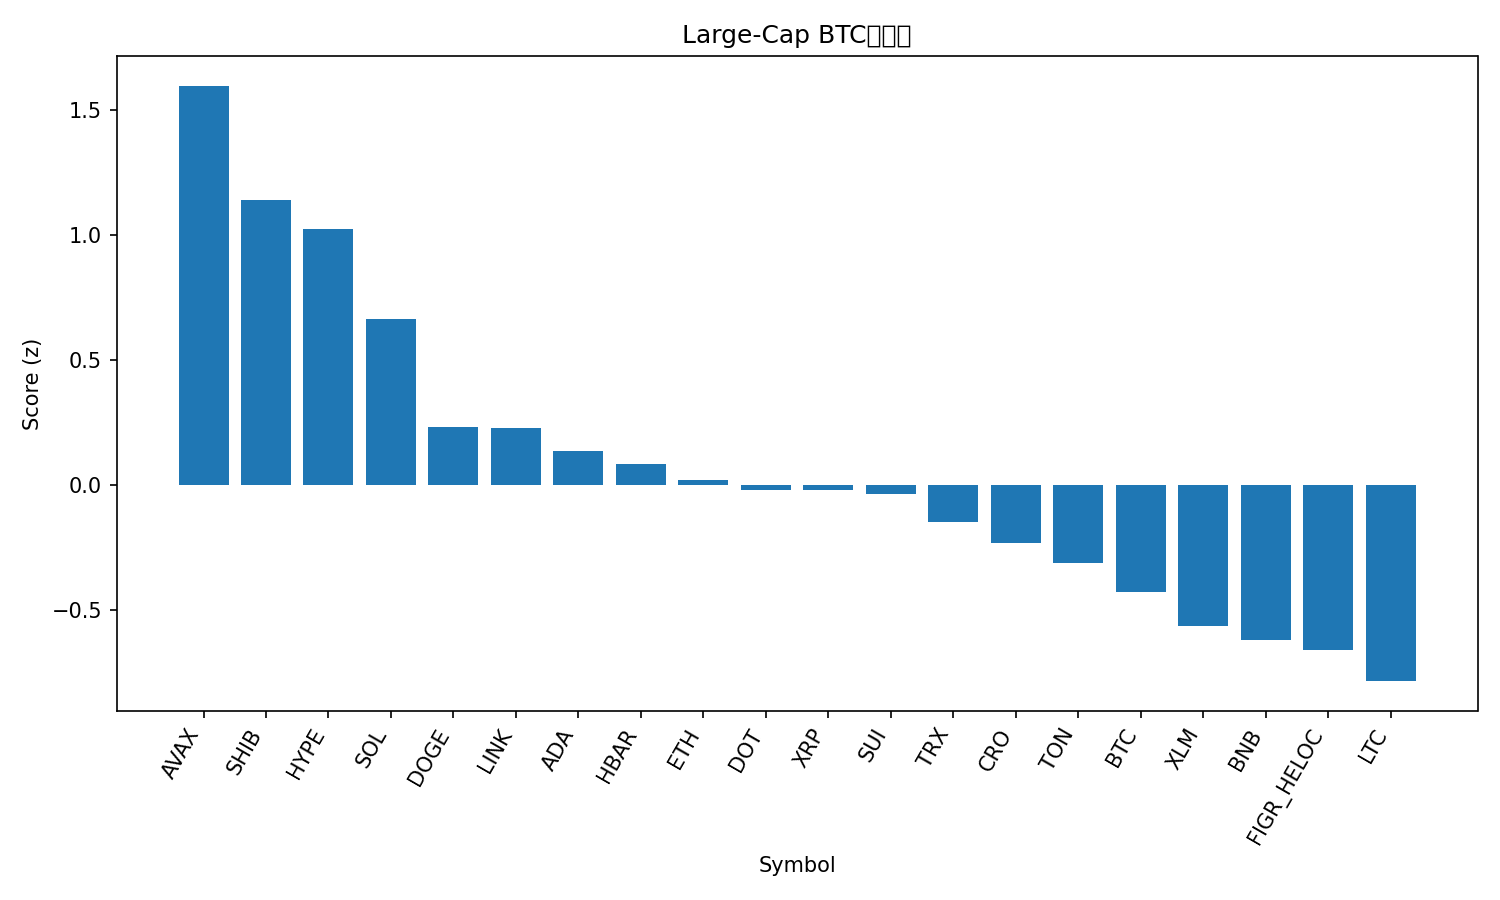 Large-Cap BTC
Score (z)
1.5
1.0
0.5
0.0
−0.5
AVAX
SHIB
HYPE
SOL
DOGE
LINK
ADA
HBAR
ETH
DOT
XRP
SUI
TRX
CRO
TON
BTC
XLM
BNB
FIGR_HELOC
LTC
Symbol